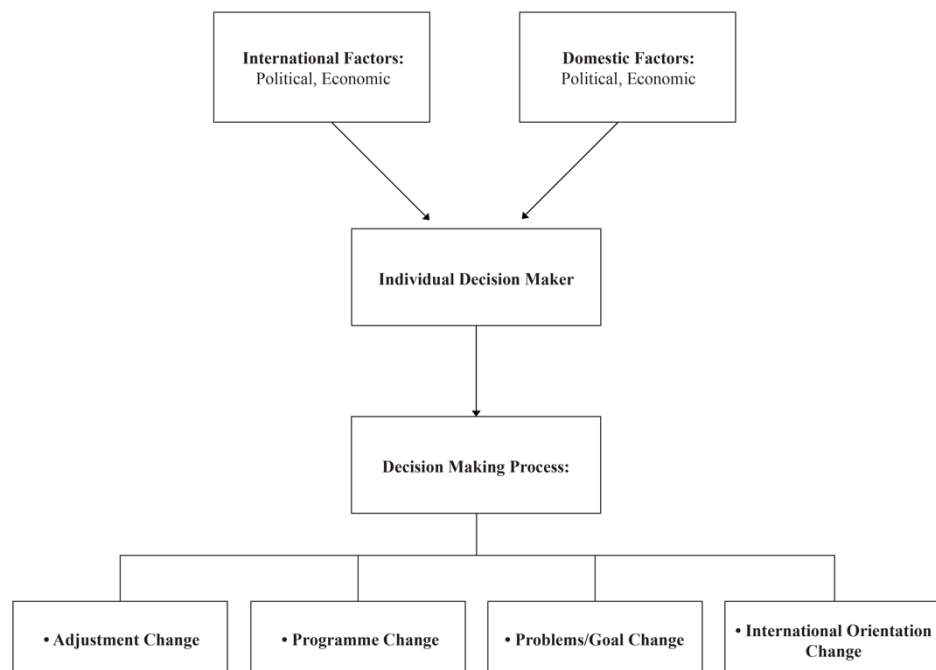 International Factors:
Political, Economic
Domestic Factors:
Political, Economic
Individual Decision Maker
Decision Making Process:
• Adjustment Change
• Programme Change
• Problems/Goal Change
• International Orientation
Change